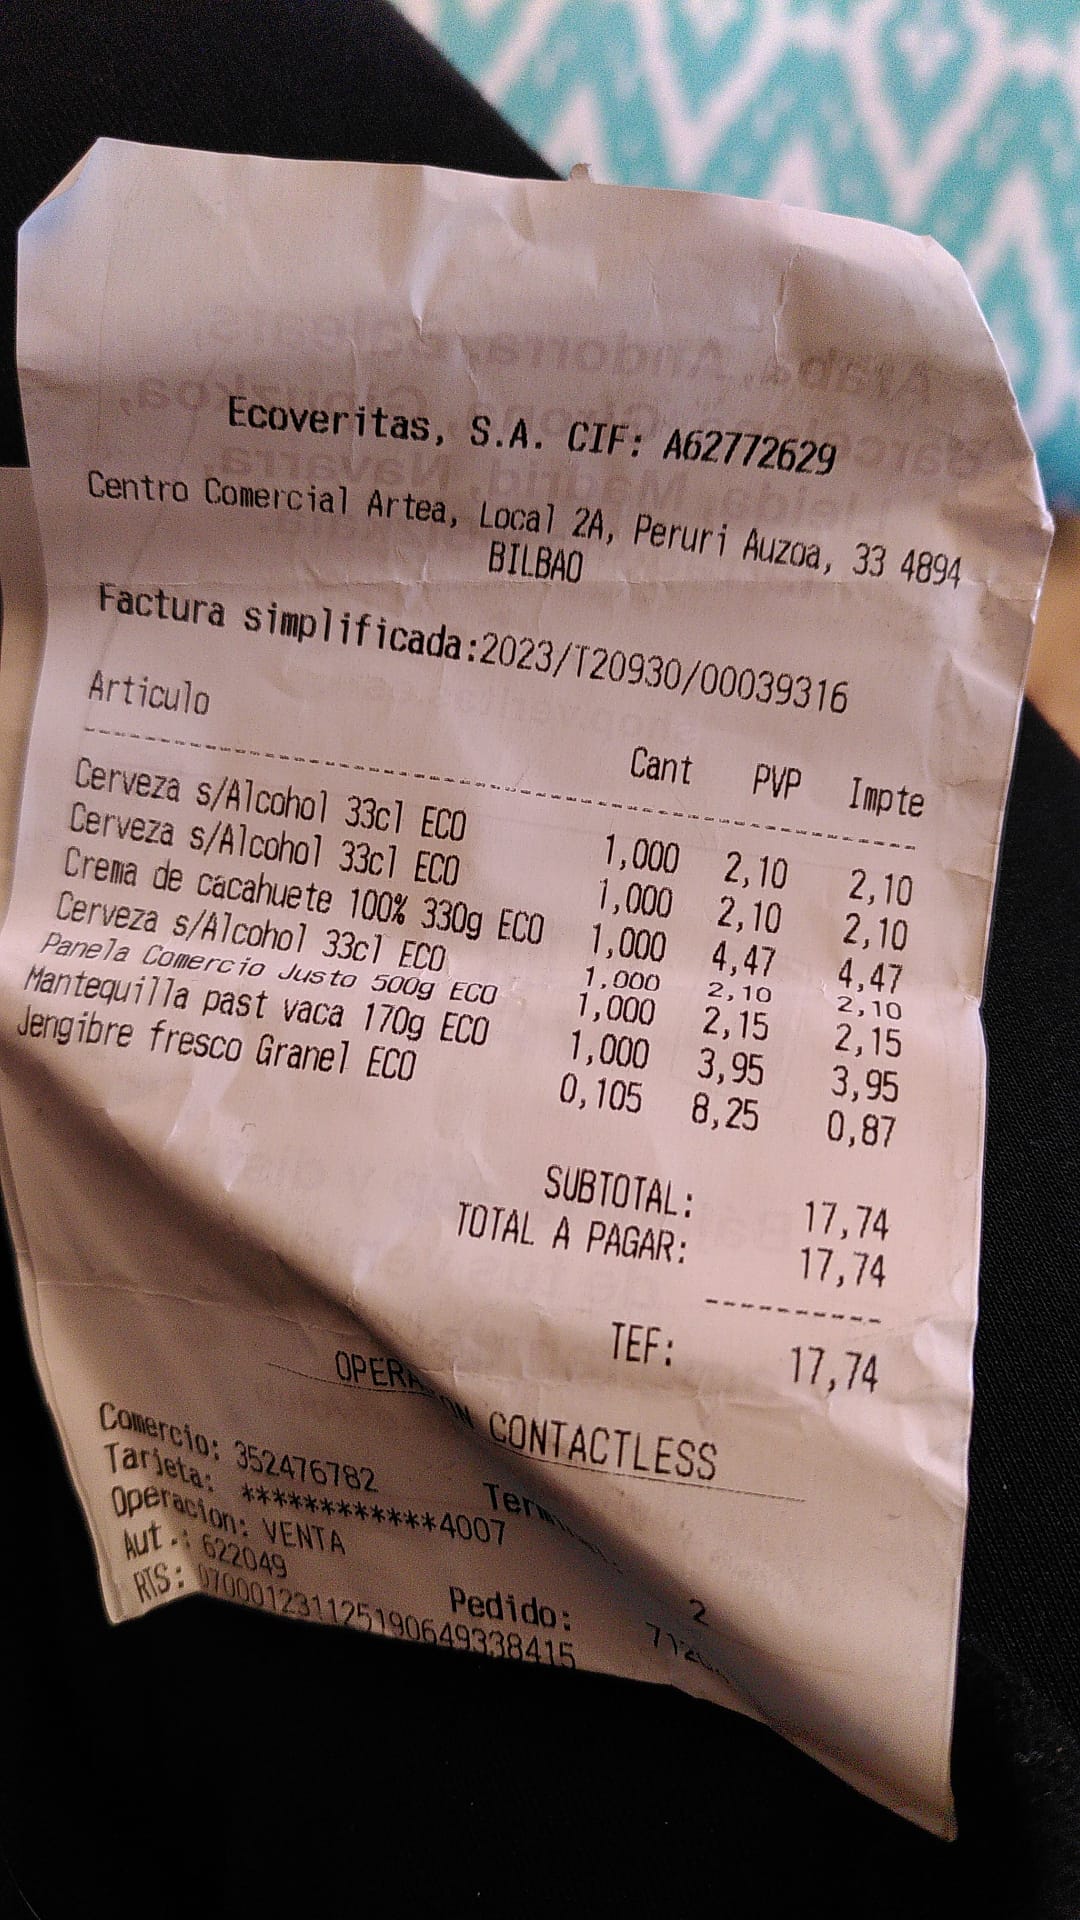 Ecoveritas, S.A. CIF: A62772629
Centro Comercial Artea, Local 2A, Peruri Auzoa, 33 4894
BILBAO
Factura simplificada:2023/T20930/00039316
Articulo Cant PVP Impte
Cerveza s/Alcohol 33cl ECO 1,000 2,10 2,10
Cerveza s/Alcohol 33cl ECO 1,000 2,10 2,10
Crema de cacahuete 100% 330g ECO 1,000 4,47 4,47
Cerveza s/Alcohol 33cl ECO 1,000 2,10 2,10
Panela Comercio Justo 500g ECO 1,000 2,15 2,15
Mantequilla past vaca 170g ECO 1,000 3,95 3,95
Jengibre fresco Granel ECO 0,105 8,25 0,87
SUBTOTAL: 17,74
TOTAL A PAGAR: 17,74
TEF: 17,74
CONTACTLESS
Comercio: 352476782
Tarjeta: ************4007
Operacion: VENTA 2
Aut.: 622049 Pedido:
RTS: 070001231125190649338415